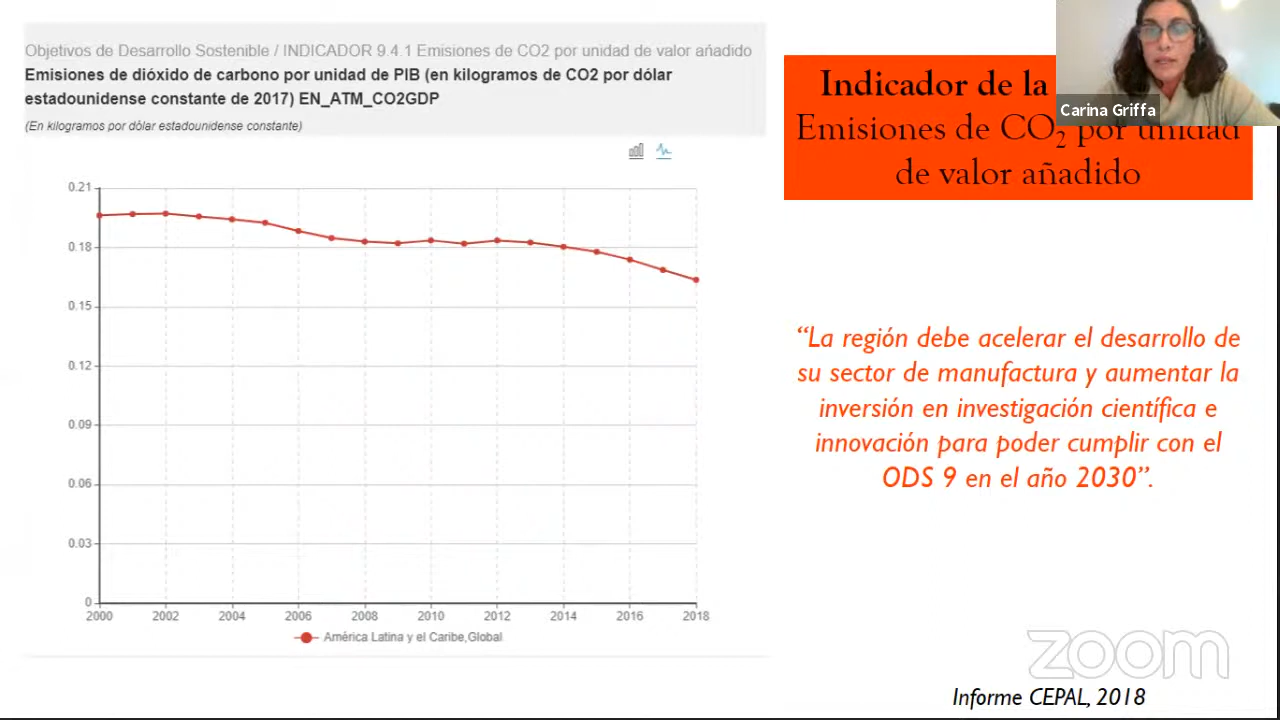 Objetivos de Desarrollo Sostenible / INDICADOR 9.4.1 Emisiones de CO2 por unidad de valor añadido
Emisiones de dióxido de carbono por unidad de PIB (en kilogramos de CO2 por dólar
estadounidense constante de 2017) EN_ATM_CO2GDP
(En kilogramos por dólar estadounidense constante)
0.21
0.18
0.15
0.12
0.09
0.06
0.03
0
2000 2002 2004 2006 2008 2010 2012 2014 2016 2018
América Latina y el Caribe,Global
Indicador de la
Carina Griffa
Emisiones de CO2 por unidad
de valor añadido
“La región debe acelerar el desarrollo de
su sector de manufactura y aumentar la
inversión en investigación científica e
innovación para poder cumplir con el
ODS 9 en el año 2030”.
zoom
Informe CEPAL, 2018